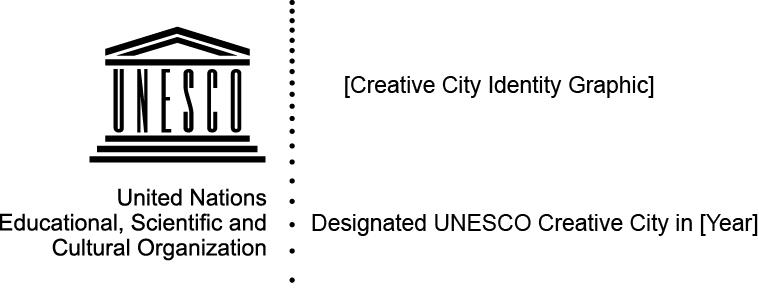 UNESCO
United Nations
Educational, Scientific and
Cultural Organization
[Creative City Identity Graphic]
Designated UNESCO Creative City in [Year]